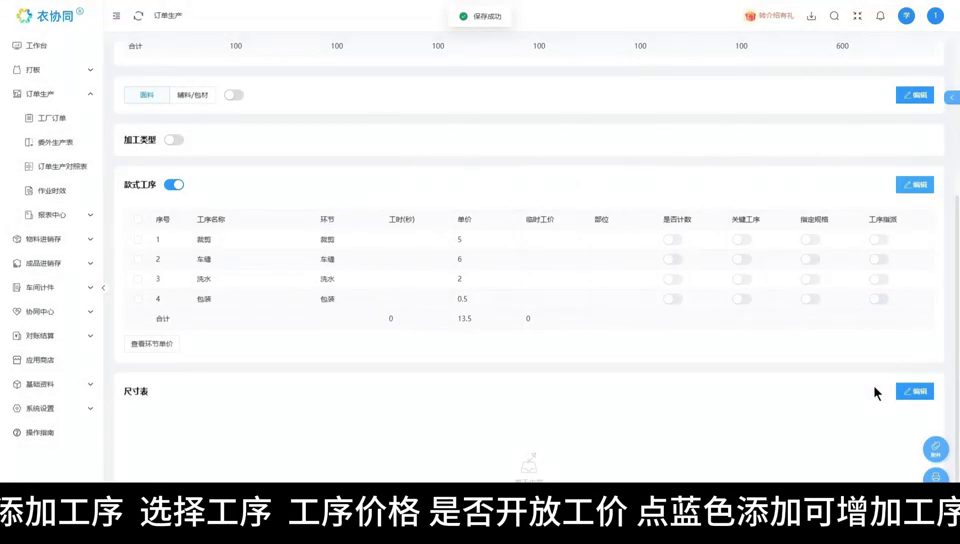 衣协同®
订单生产
保存成功
转介绍有礼
学
1
工作台
打板
订单生产
工厂订单
委外生产表
订单生产对照表
作业时效
报表中心
物料进销存
成品进销存
车间计件
协同中心
对账结算
应用商店
基础资料
系统设置
操作指南
合计 100 100 100 100 100 100 600
面料 辅料/包材 编辑
加工类型
款式工序 编辑
序号 工序名称 环节 工时(秒) 单价 临时工价 部位 是否计数 关键工序 指定规格 工序指派
1 裁剪 裁剪 5
2 车缝 车缝 6
3 洗水 洗水 2
4 包装 包装 0.5
合计 0 13.5 0
查看环节单价
尺寸表 编辑
添加工序 选择工序 工序价格 是否开放工价 点蓝色添加可增加工序